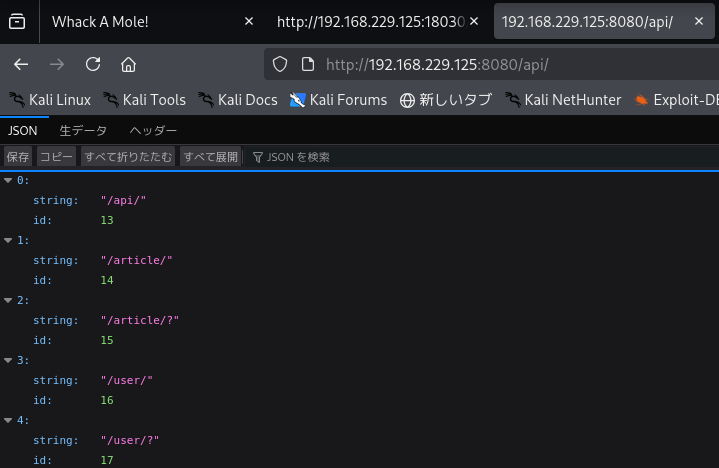 Whack A Mole! × http://192.168.229.125:18030 × 192.168.229.125:8080/api/ ×
http://192.168.229.125:8080/api/
Kali Linux Kali Tools Kali Docs Kali Forums 新しいタブ Kali NetHunter Exploit-DB
JSON 生データ ヘッダー
保存 コピー すべて折りたたむ すべて展開 JSON を検索
0:
string: "/api/"
id: 13
1:
string: "/article/"
id: 14
2:
string: "/article/?"
id: 15
3:
string: "/user/"
id: 16
4:
string: "/user/?"
id: 17